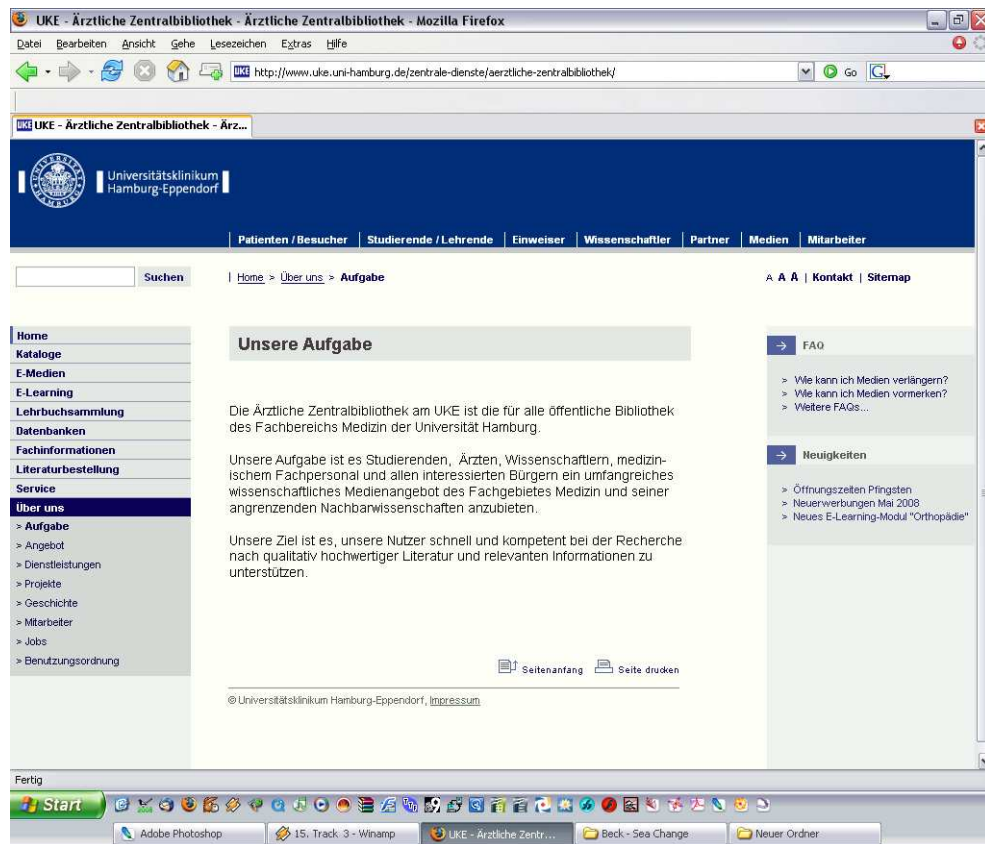 UKE - Ärztliche Zentralbibliothek - Ärztliche Zentralbibliothek - Mozilla Firefox
Datei Bearbeiten Ansicht Gehe Lesezeichen Extras Hilfe
http://www.uke.uni-hamburg.de/zentrale-dienste/aerztliche-zentralbibliothek/
Go
UKE - Ärztliche Zentralbibliothek - Ärz...
Universitätsklinikum
Hamburg-Eppendorf
Patienten / Besucher | Studierende / Lehrende | Einweiser | Wissenschaftler | Partner | Medien | Mitarbeiter
Suchen
| Home > Über uns > Aufgabe
A A A | Kontakt | Sitemap
Home
Kataloge
E-Medien
E-Learning
Lehrbuchsammlung
Datenbanken
Fachinformationen
Literaturbestellung
Service
Über uns
> Aufgabe
> Angebot
> Dienstleistungen
> Projekte
> Geschichte
> Mitarbeiter
> Jobs
> Benutzungsordnung
Unsere Aufgabe
Die Ärztliche Zentralbibliothek am UKE ist die für alle öffentliche Bibliothek
des Fachbereichs Medizin der Universität Hamburg.
Unsere Aufgabe ist es Studierenden, Ärzten, Wissenschaftlern, medizin-
ischem Fachpersonal und allen interessierten Bürgern ein umfangreiches
wissenschaftliches Medienangebot des Fachgebietes Medizin und seiner
angrenzenden Nachbarwissenschaften anzubieten.
Unsere Ziel ist es, unsere Nutzer schnell und kompetent bei der Recherche
nach qualitativ hochwertiger Literatur und relevanten Informationen zu
unterstützen.
Seitenanfang Seite drucken
© Universitätsklinikum Hamburg-Eppendorf, Impressum
FAQ
> Wie kann ich Medien verlängern?
> Wie kann ich Medien vormerken?
> Weitere FAQs...
Neuigkeiten
> Öffnungszeiten Pfingsten
> Neuerwerbungen Mai 2008
> Neues E-Learning-Modul "Orthopädie"
Fertig
Start
Adobe Photoshop
15. Track 3 - Winamp
UKE - Ärztliche Zentr...
Beck - Sea Change
Neuer Ordner